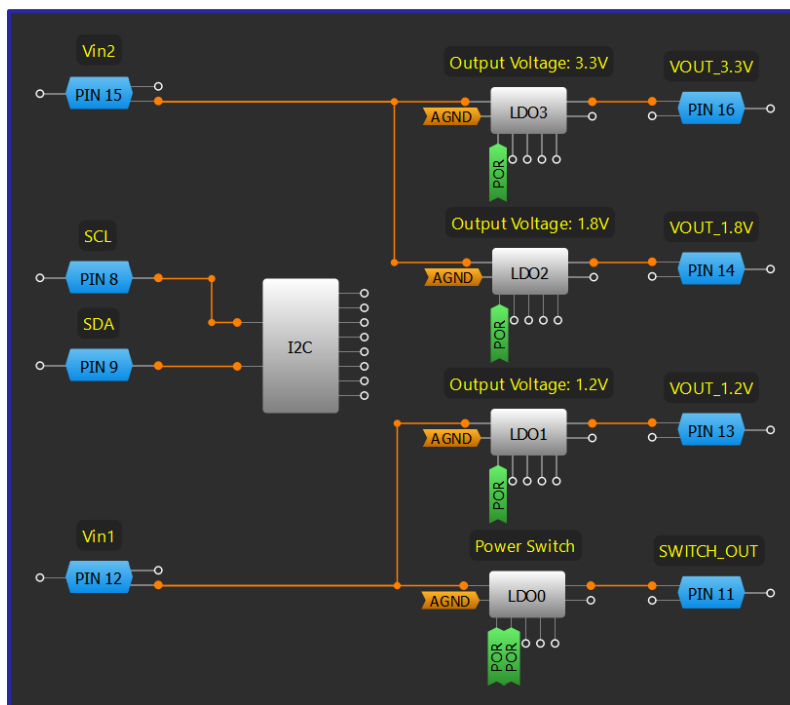 Vin2
PIN 15
Output Voltage: 3.3V
LDO3
AGND
POR
VOUT_3.3V
PIN 16
SCL
PIN 8
SDA
PIN 9
I2C
Output Voltage: 1.8V
LDO2
AGND
POR
VOUT_1.8V
PIN 14
Output Voltage: 1.2V
LDO1
AGND
POR
VOUT_1.2V
PIN 13
Vin1
PIN 12
Power Switch
LDO0
AGND
POR
POR
SWITCH_OUT
PIN 11